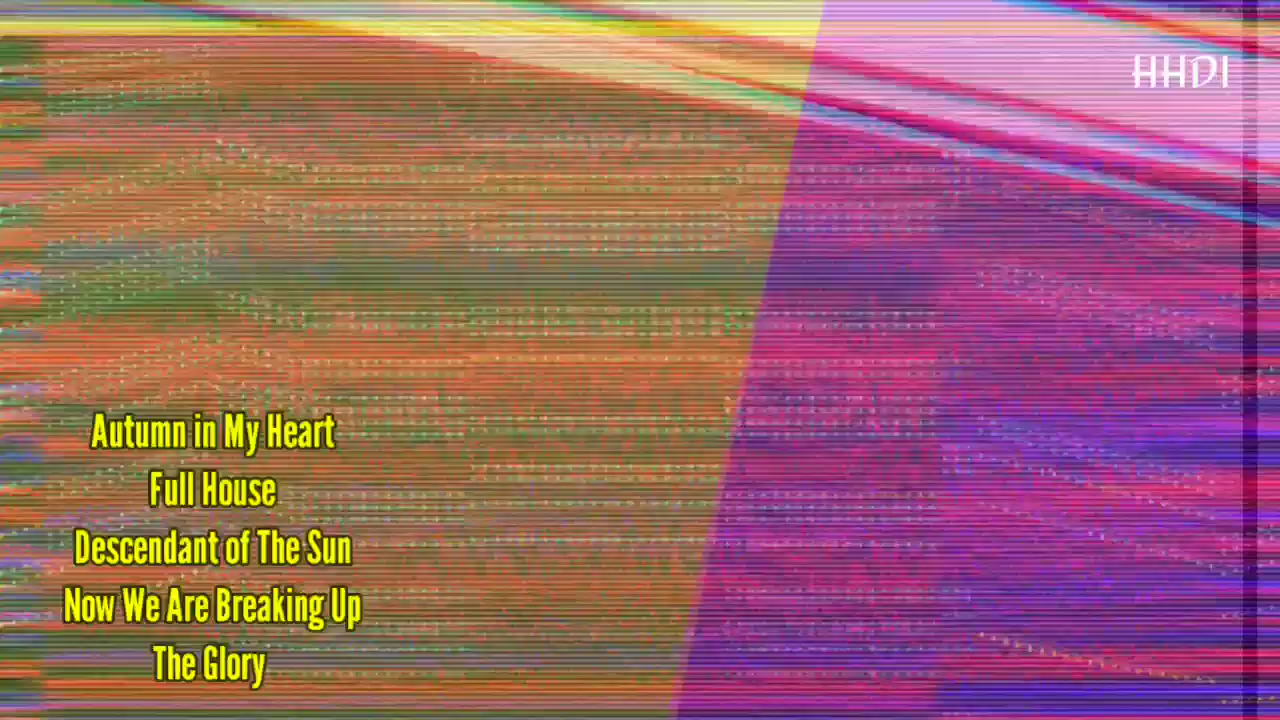 HHDI
Autumn in My Heart
Full House
Descendant of The Sun
Now We Are Breaking Up
The Glory